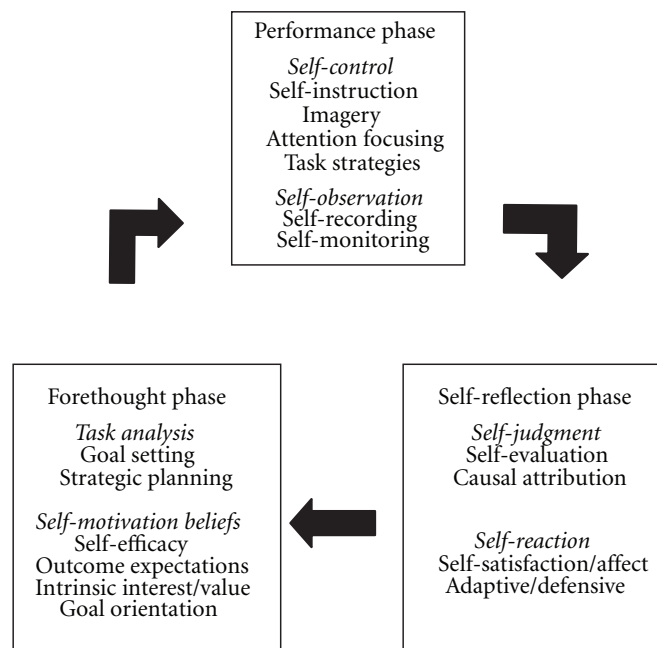 Performance phase
Self-control
Self-instruction
Imagery
Attention focusing
Task strategies
Self-observation
Self-recording
Self-monitoring
Forethought phase
Task analysis
Goal setting
Strategic planning
Self-motivation beliefs
Self-efficacy
Outcome expectations
Intrinsic interest/value
Goal orientation
Self-reflection phase
Self-judgment
Self-evaluation
Causal attribution
Self-reaction
Self-satisfaction/affect
Adaptive/defensive